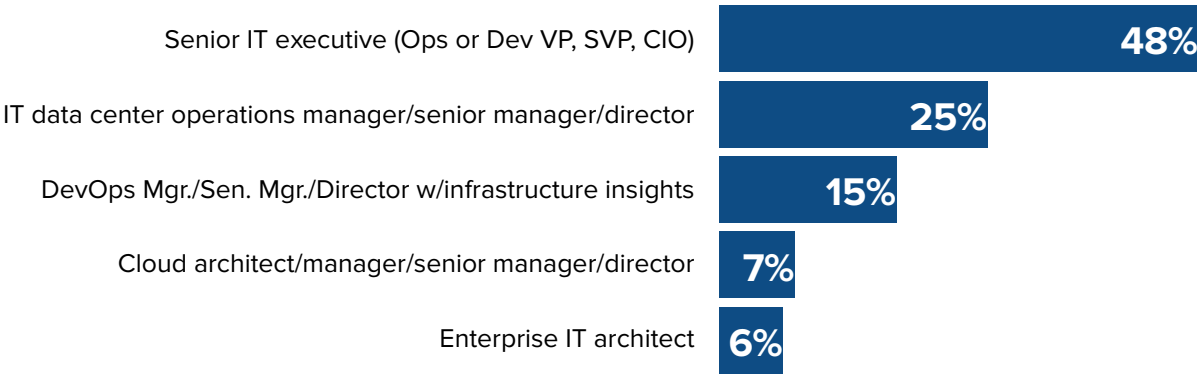 Senior IT executive (Ops or Dev VP, SVP, CIO) 48%
IT data center operations manager/senior manager/director 25%
DevOps Mgr./Sen. Mgr./Director w/infrastructure insights 15%
Cloud architect/manager/senior manager/director 7%
Enterprise IT architect 6%